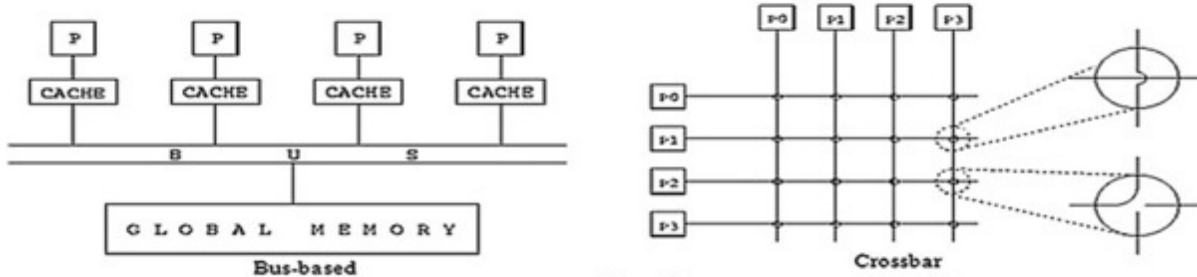 P P P P
CACHE CACHE CACHE CACHE
B U S
GLOBAL MEMORY
Bus-based
P0 P1 P2 P3
P0
P1
P2
P3
Crossbar